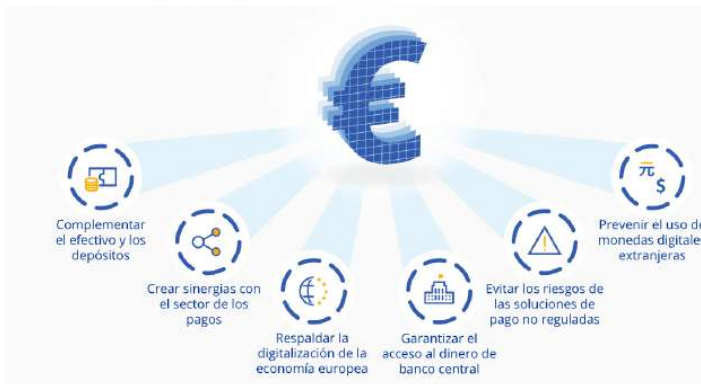 €
元
$
Complementar
el efectivo y los
depósitos
Crear sinergias con
el sector de los
pagos
Respaldar la
digitalización de la
economía europea
Garantizar el
acceso al dinero de
banco central
Evitar los riesgos de
las soluciones de
pago no reguladas
Prevenir el uso de
monedas digitales
extranjeras